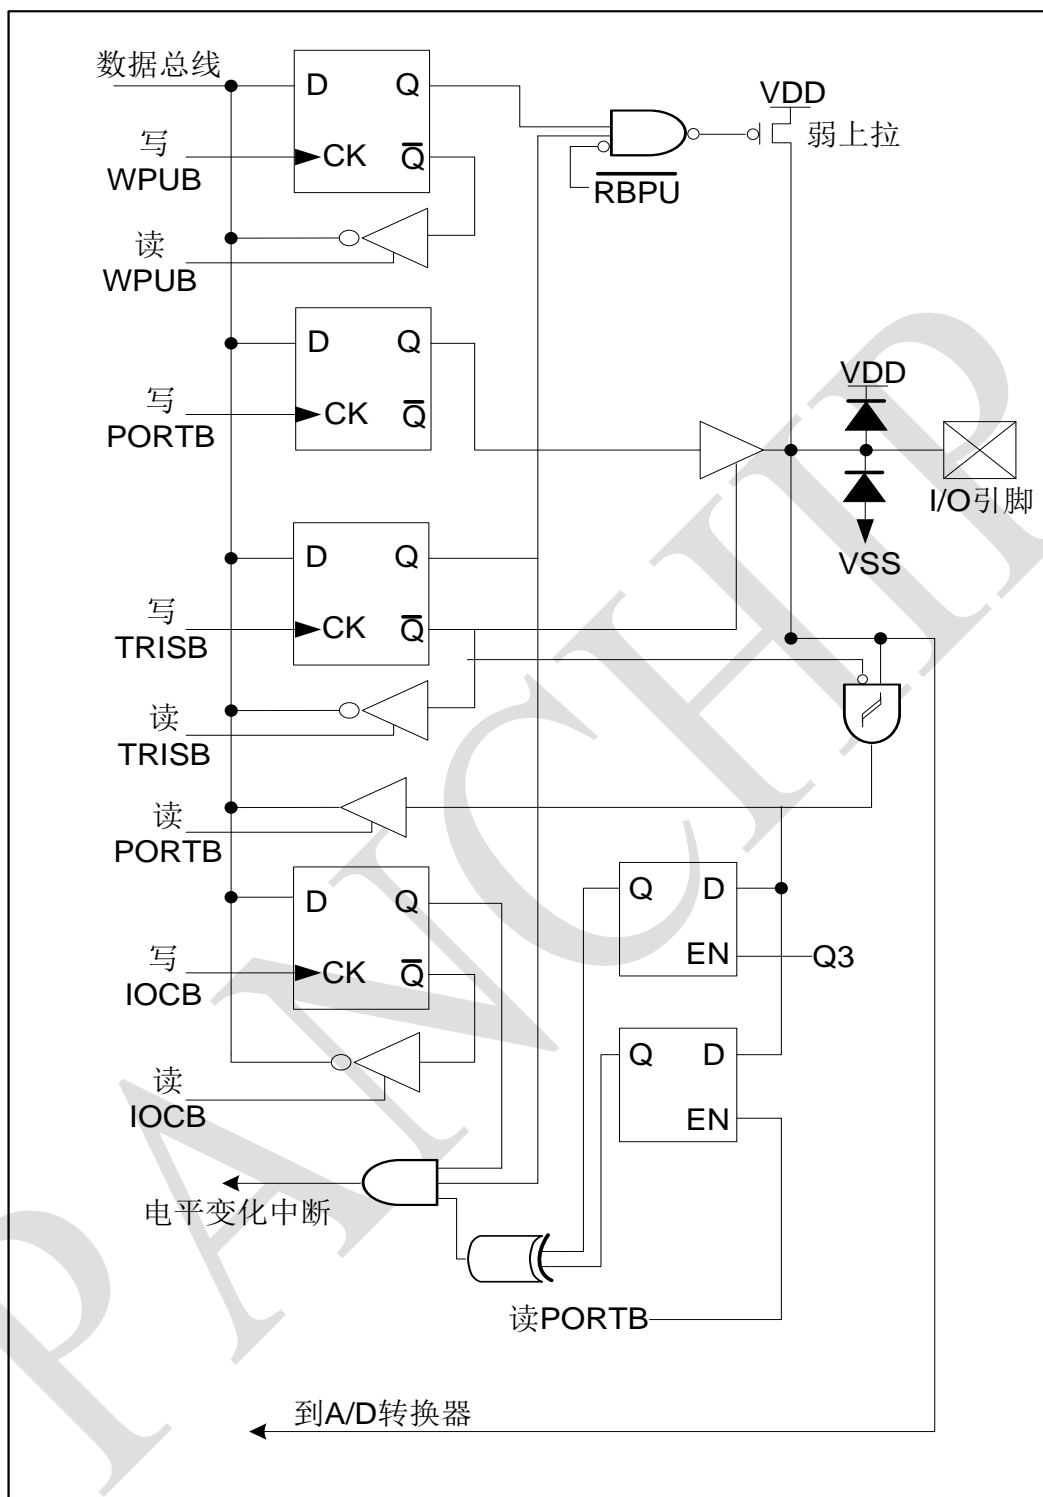 数据总线
D Q
VDD
写
WPUB
CK Q
弱上拉
RBPU
读
WPUB
D Q
VDD
写
PORTB
CK Q
I/O引脚
D Q
VSS
写
TRISB
CK Q
读
TRISB
读
PORTB
D Q
Q D
写
IOCB
CK Q
EN
Q3
Q D
读
IOCB
EN
电平变化中断
读PORTB
到A/D转换器
PANCHIP